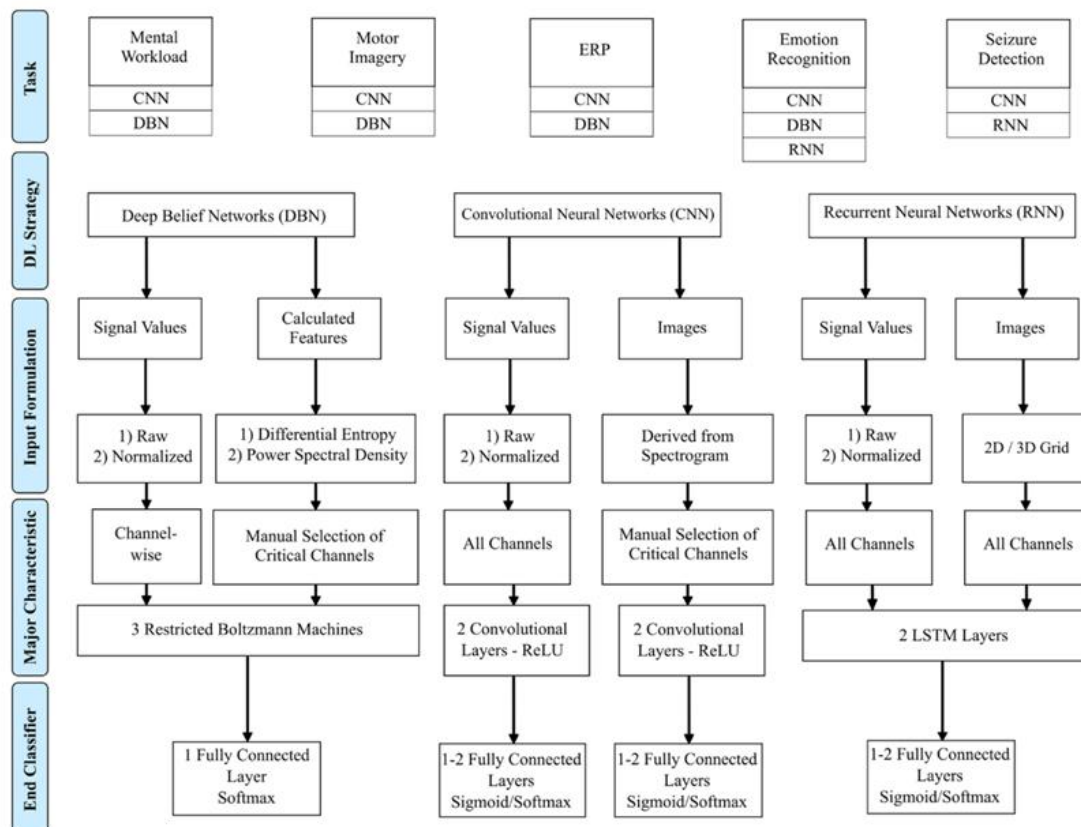 Task
Mental
Workload
CNN
DBN
Motor
Imagery
CNN
DBN
ERP
CNN
DBN
Emotion
Recognition
CNN
DBN
RNN
Seizure
Detection
CNN
RNN
DL Strategy
Deep Belief Networks (DBN)
Convolutional Neural Networks (CNN)
Recurrent Neural Networks (RNN)
Input Formulation
Signal Values
Calculated
Features
Signal Values
Images
Signal Values
Images
1) Raw
2) Normalized
1) Differential Entropy
2) Power Spectral Density
1) Raw
2) Normalized
Derived from
Spectrogram
1) Raw
2) Normalized
2D / 3D Grid
Major Characteristic
Channel-
wise
Manual Selection of
Critical Channels
All Channels
Manual Selection of
Critical Channels
All Channels
All Channels
3 Restricted Boltzmann Machines
2 Convolutional
Layers - ReLU
2 Convolutional
Layers - ReLU
2 LSTM Layers
End Classifier
1 Fully Connected
Layer
Softmax
1-2 Fully Connected
Layers
Sigmoid/Softmax
1-2 Fully Connected
Layers
Sigmoid/Softmax
1-2 Fully Connected
Layers
Sigmoid/Softmax